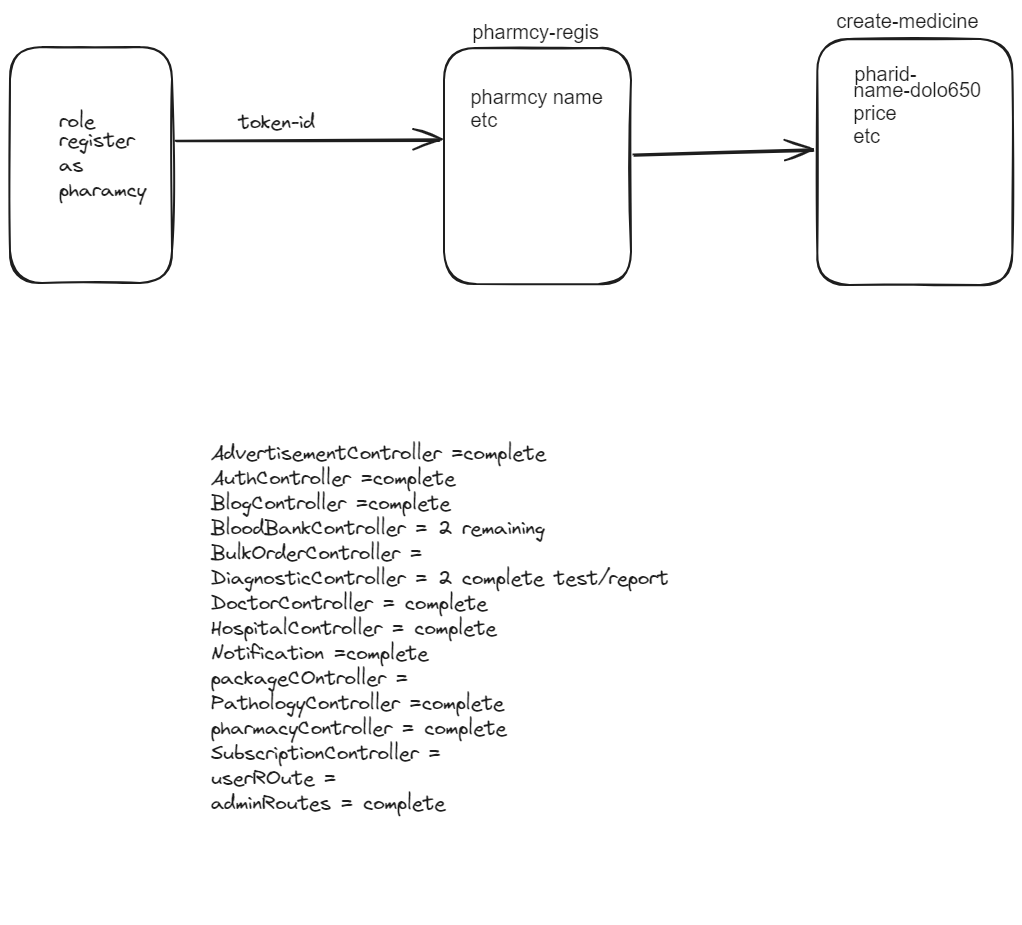 role
register
as
pharamcy
token-id
pharmcy-regis
pharmcy name
etc
create-medicine
pharid-
name-dolo650
price
etc
AdvertisementController =complete
AuthController =complete
BlogController =complete
BloodBankController = 2 remaining
BulkOrderController =
DiagnosticController = 2 complete test/report
DoctorController = complete
HospitalController = complete
Notification =complete
packageCOntroller =
PathologyController =complete
pharmacyController = complete
SubscriptionController =
userROute =
adminRoutes = complete